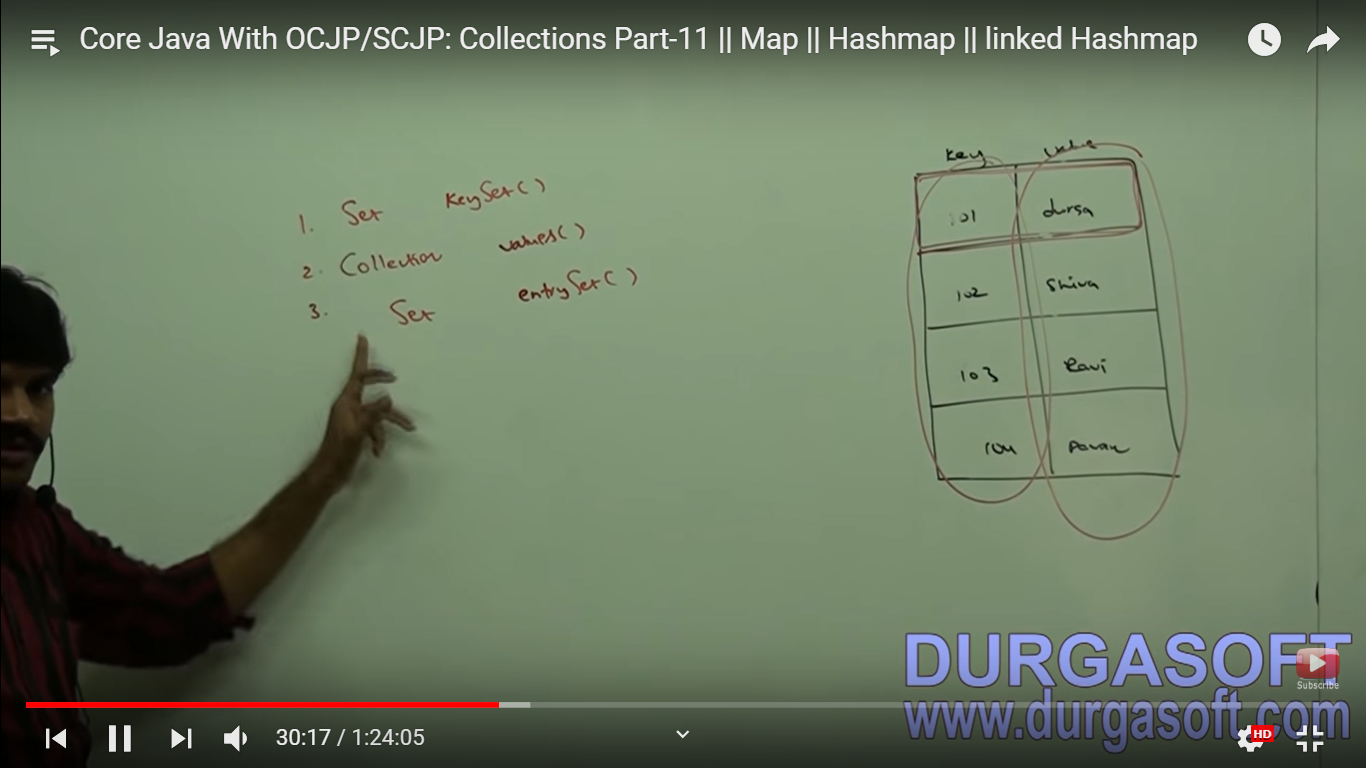 Core Java With OCJP/SCJP: Collections Part-11 || Map || Hashmap || linked Hashmap
1. Set keySet()
2. Collection values()
3. Set entrySet()
key value
101 durga
102 Shiva
103 Ravi
104 Pavan
DURGASOFT
www.durgasoft.com
Subscribe
30:17 / 1:24:05
HD